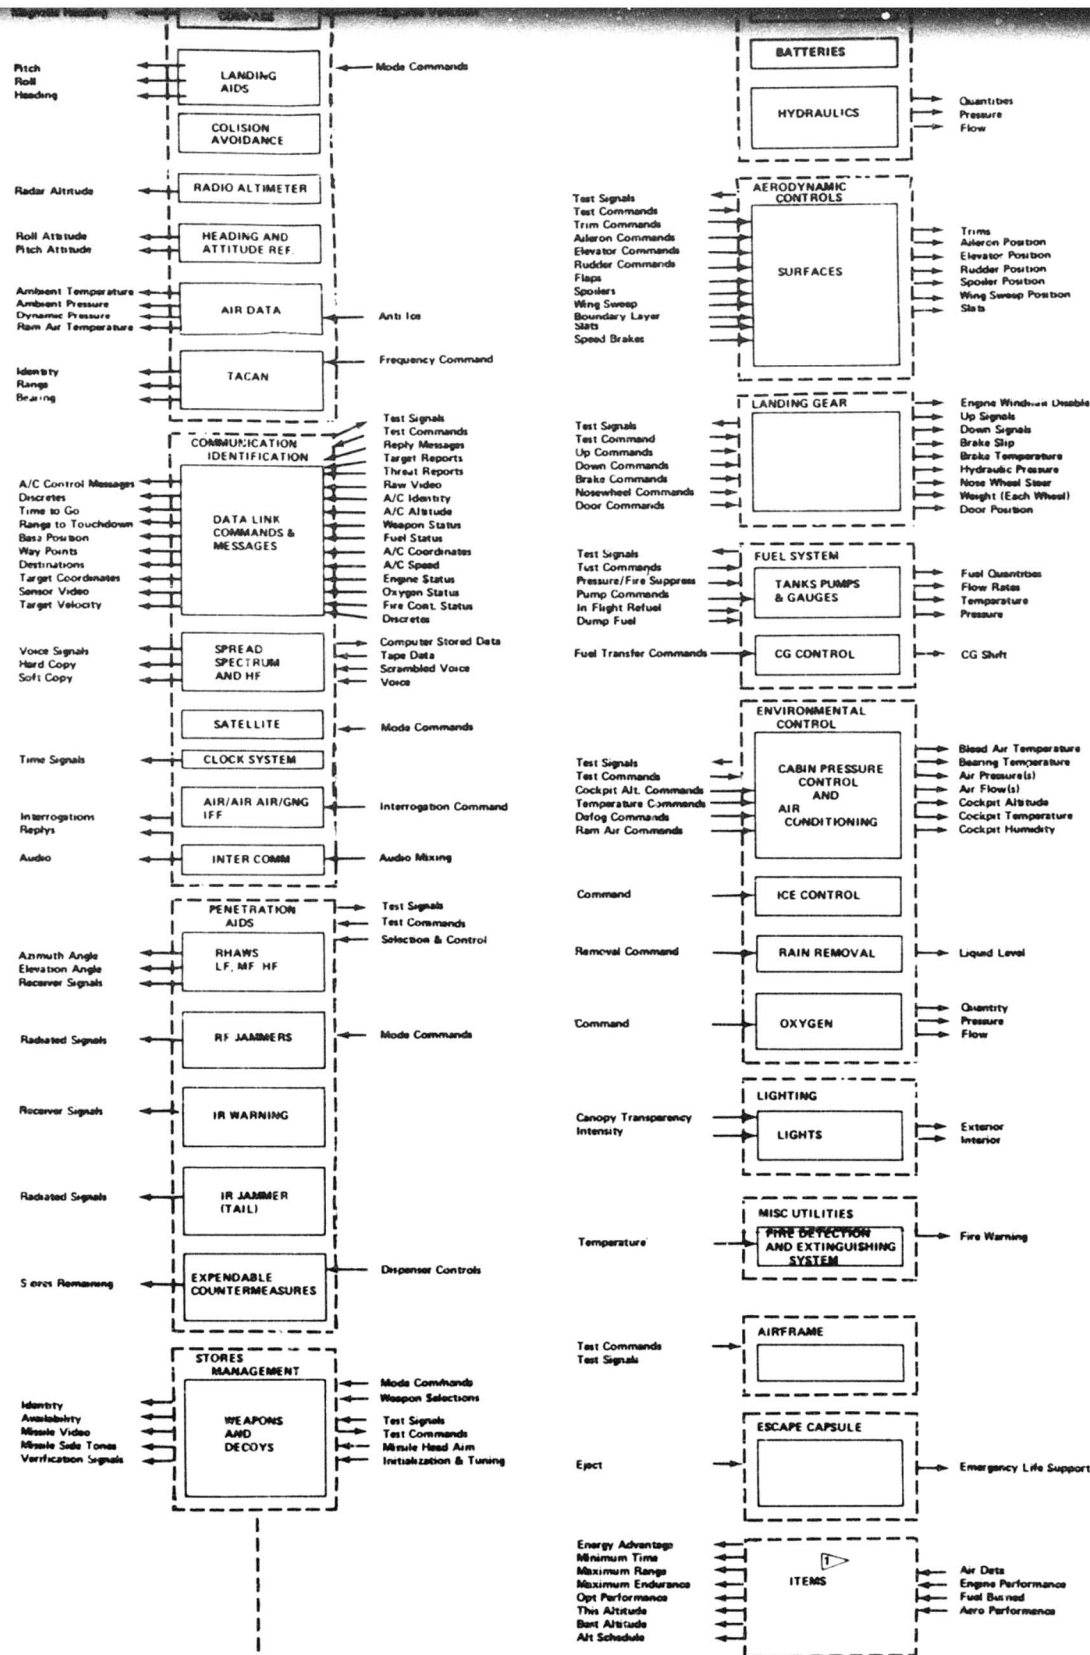 Magnetic Heading
COMPASS
Magnetic Variation
Pitch
Roll
Heading
LANDING
AIDS
Mode Commands
COLISION
AVOIDANCE
Radar Altitude
RADIO ALTIMETER
Roll Attitude
Pitch Attitude
HEADING AND
ATTITUDE REF.
Ambient Temperature
Ambient Pressure
Dynamic Pressure
Ram Air Temperature
AIR DATA
Anti Ice
Identity
Range
Bearing
TACAN
Frequency Command
COMMUNICATION
IDENTIFICATION
Test Signals
Test Commands
Reply Messages
Target Reports
Threat Reports
Raw Video
A/C Identity
A/C Altitude
Weapon Status
Fuel Status
A/C Coordinates
A/C Speed
Engine Status
Oxygen Status
Fire Cont. Status
Discretes
A/C Control Messages
Discretes
Time to Go
Range to Touchdown
Base Position
Way Points
Destinations
Target Coordinates
Sensor Video
Target Velocity
DATA LINK
COMMANDS &
MESSAGES
Voice Signals
Hard Copy
Soft Copy
SPREAD
SPECTRUM
AND HF
Computer Stored Data
Tape Data
Scrambled Voice
Voice
SATELLITE
Mode Commands
Time Signals
CLOCK SYSTEM
Interrogations
Replys
AIR/AIR AIR/GNG
IFF
Interrogation Command
Audio
INTER COMM
Audio Mixing
PENETRATION
AIDS
Test Signals
Test Commands
Selection & Control
Azimuth Angle
Elevation Angle
Receiver Signals
RHAWS
LF, MF HF
Radiated Signals
RF JAMMERS
Mode Commands
Receiver Signals
IR WARNING
Radiated Signals
IR JAMMER
(TAIL)
Stores Remaining
EXPENDABLE
COUNTERMEASURES
Dispenser Controls
STORES
MANAGEMENT
Identity
Availability
Missile Video
Missile Side Tones
Verification Signals
WEAPONS
AND
DECOYS
Mode Commands
Weapon Selections
Test Signals
Test Commands
Missile Head Aim
Initialization & Tuning
BATTERIES
HYDRAULICS
Quantities
Pressure
Flow
AERODYNAMIC
CONTROLS
Test Signals
Test Commands
Trim Commands
Aileron Commands
Elevator Commands
Rudder Commands
Flaps
Spoilers
Wing Sweep
Boundary Layer
Slats
Speed Brakes
SURFACES
Trims
Aileron Position
Elevator Position
Rudder Position
Spoiler Position
Wing Sweep Position
Slats
LANDING GEAR
Test Signals
Test Command
Up Commands
Down Commands
Brake Commands
Nosewheel Commands
Door Commands
Engine Windmill Disable
Up Signals
Down Signals
Brake Slip
Brake Temperature
Hydraulic Pressure
Nose Wheel Steer
Weight (Each Wheel)
Door Position
FUEL SYSTEM
Test Signals
Tust Commands
Pressure/Fire Suppress
Pump Commands
In Flight Refuel
Dump Fuel
TANKS PUMPS
& GAUGES
Fuel Quantities
Flow Rates
Temperature
Pressure
Fuel Transfer Commands
CG CONTROL
CG Shift
ENVIRONMENTAL
CONTROL
Test Signals
Test Commands
Cockpit Alt. Commands
Temperature Commands
Defog Commands
Ram Air Commands
CABIN PRESSURE
CONTROL
AND
AIR
CONDITIONING
Bleed Air Temperature
Bearing Temperature
Air Pressure(s)
Air Flow(s)
Cockpit Altitude
Cockpit Temperature
Cockpit Humidity
Command
ICE CONTROL
Removal Command
RAIN REMOVAL
Liquid Level
Command
OXYGEN
Quantity
Pressure
Flow
LIGHTING
Canopy Transparency
Intensity
LIGHTS
Exterior
Interior
MISC UTILITIES
Temperature
FIRE DETECTION
AND EXTINGUISHING
SYSTEM
Fire Warning
AIRFRAME
Test Commands
Test Signals
ESCAPE CAPSULE
Eject
Emergency Life Support
Energy Advantage
Minimum Time
Maximum Range
Maximum Endurance
Opt Performance
This Altitude
Best Altitude
Alt Schedule
1
ITEMS
Air Data
Engine Performance
Fuel Burned
Aero Performance